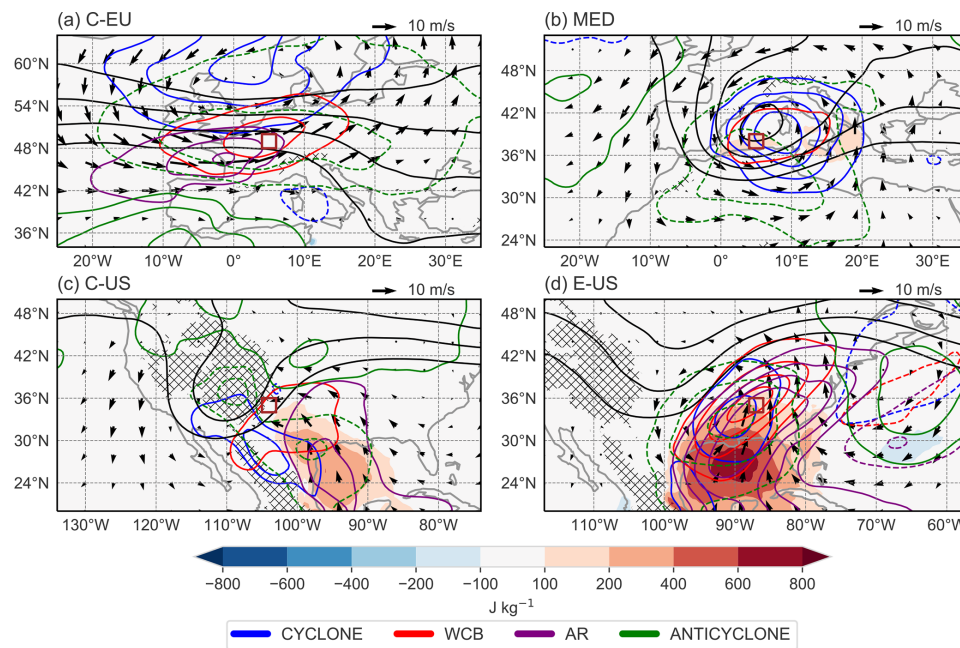 (a) C-EU
10 m/s
(b) MED
10 m/s
60°N
54°N
48°N
42°N
36°N
48°N
42°N
36°N
30°N
24°N
20°W 10°W 0° 10°E 20°E 30°E
10°W 0° 10°E 20°E 30°E
(c) C-US
10 m/s
(d) E-US
10 m/s
48°N
42°N
36°N
30°N
24°N
48°N
42°N
36°N
30°N
24°N
130°W 120°W 110°W 100°W 90°W 80°W
110°W 100°W 90°W 80°W 70°W 60°W
−800 −600 −400 −200 −100 100 200 400 600 800
J kg⁻¹
CYCLONE WCB AR ANTICYCLONE